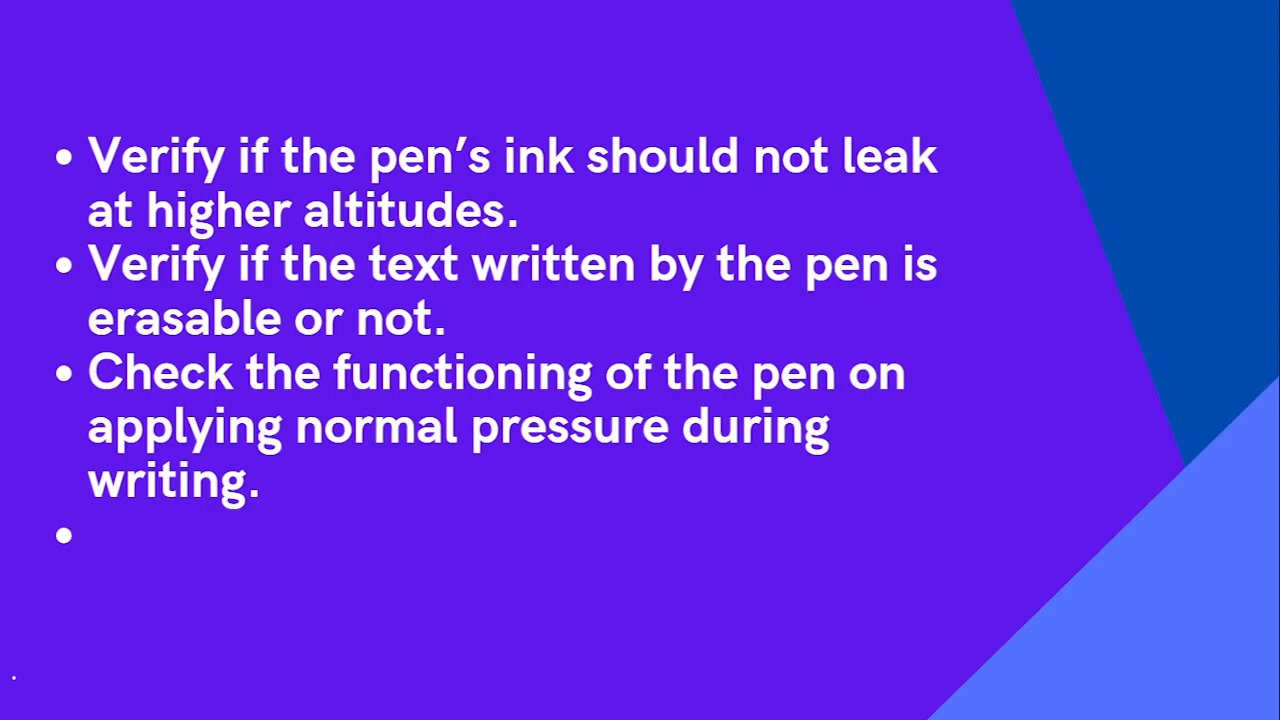 • Verify if the pen’s ink should not leak
at higher altitudes.
• Verify if the text written by the pen is
erasable or not.
• Check the functioning of the pen on
applying normal pressure during
writing.
•
.